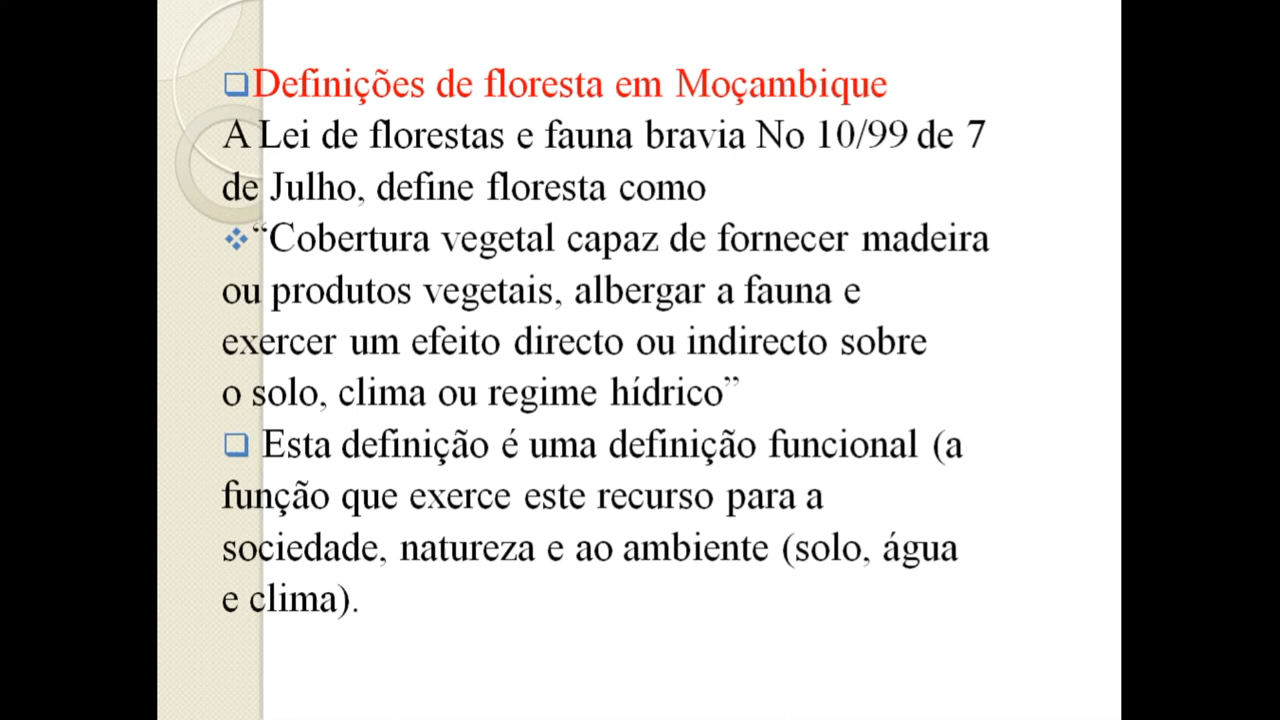 Definições de floresta em Moçambique
A Lei de florestas e fauna bravia No 10/99 de 7
de Julho, define floresta como
“Cobertura vegetal capaz de fornecer madeira
ou produtos vegetais, albergar a fauna e
exercer um efeito directo ou indirecto sobre
o solo, clima ou regime hídrico”
Esta definição é uma definição funcional (a
função que exerce este recurso para a
sociedade, natureza e ao ambiente (solo, água
e clima).